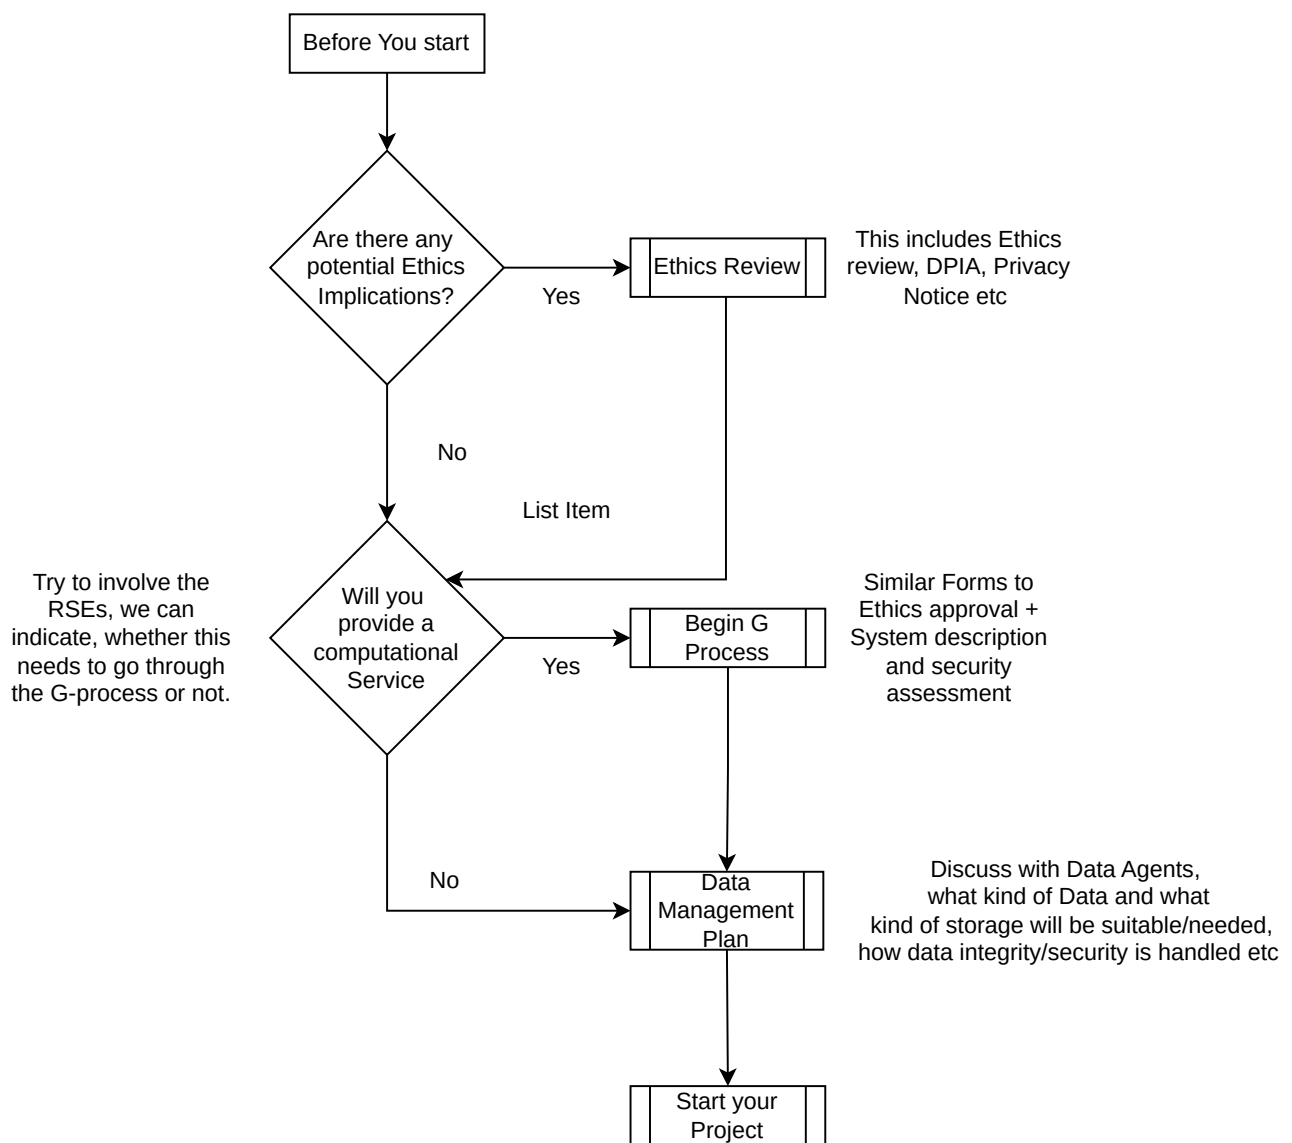 Before You start
Are there any
potential Ethics
Implications?
Yes
Ethics Review
This includes Ethics
review, DPIA, Privacy
Notice etc
No
List Item
Try to involve the
RSEs, we can
indicate, whether this
needs to go through
the G-process or not.
Will you
provide a
computational
Service
Yes
Begin G
Process
Similar Forms to
Ethics approval +
System description
and security
assessment
No
Data
Management
Plan
Discuss with Data Agents,
what kind of Data and what
kind of storage will be suitable/needed,
how data integrity/security is handled etc
Start your
Project